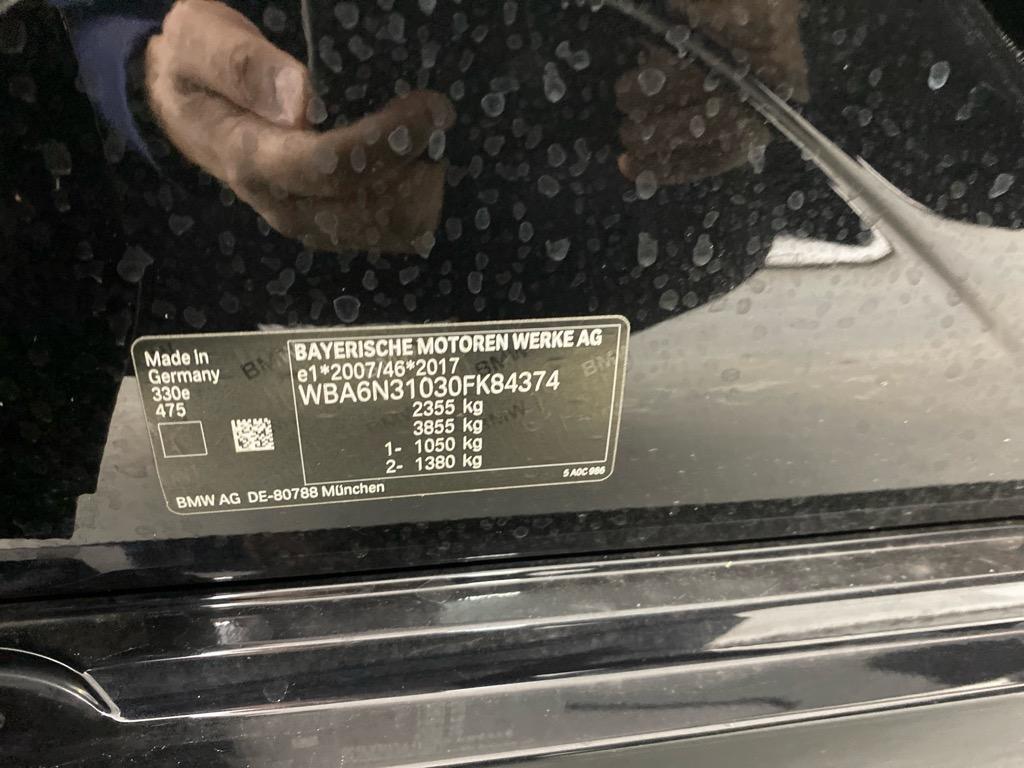 Made In
Germany
330e
475
BAYERISCHE MOTOREN WERKE AG
e1*2007/46*2017
WBA6N31030FK84374
2355 kg
3855 kg
1- 1050 kg
2- 1380 kg
5 A0C 986
BMW AG DE-80788 München